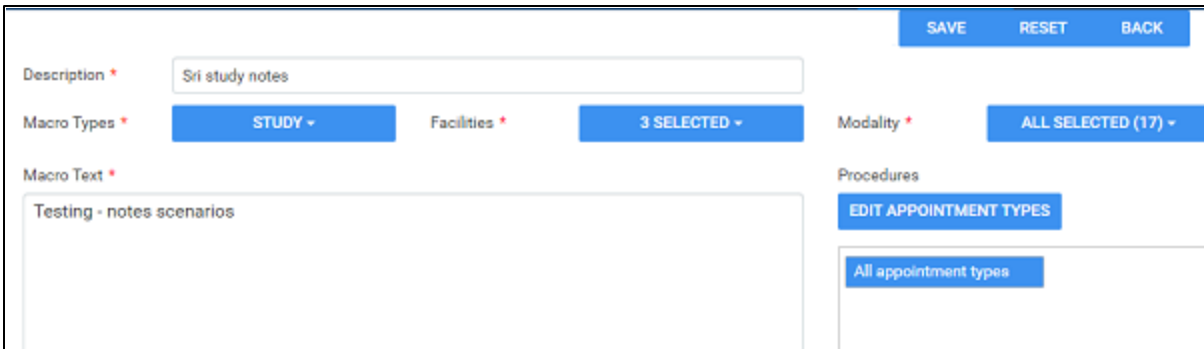 SAVE RESET BACK
Description * Sri study notes
Macro Types * STUDY Facilities * 3 SELECTED Modality * ALL SELECTED (17)
Macro Text * Procedures
Testing - notes scenarios EDIT APPOINTMENT TYPES
All appointment types